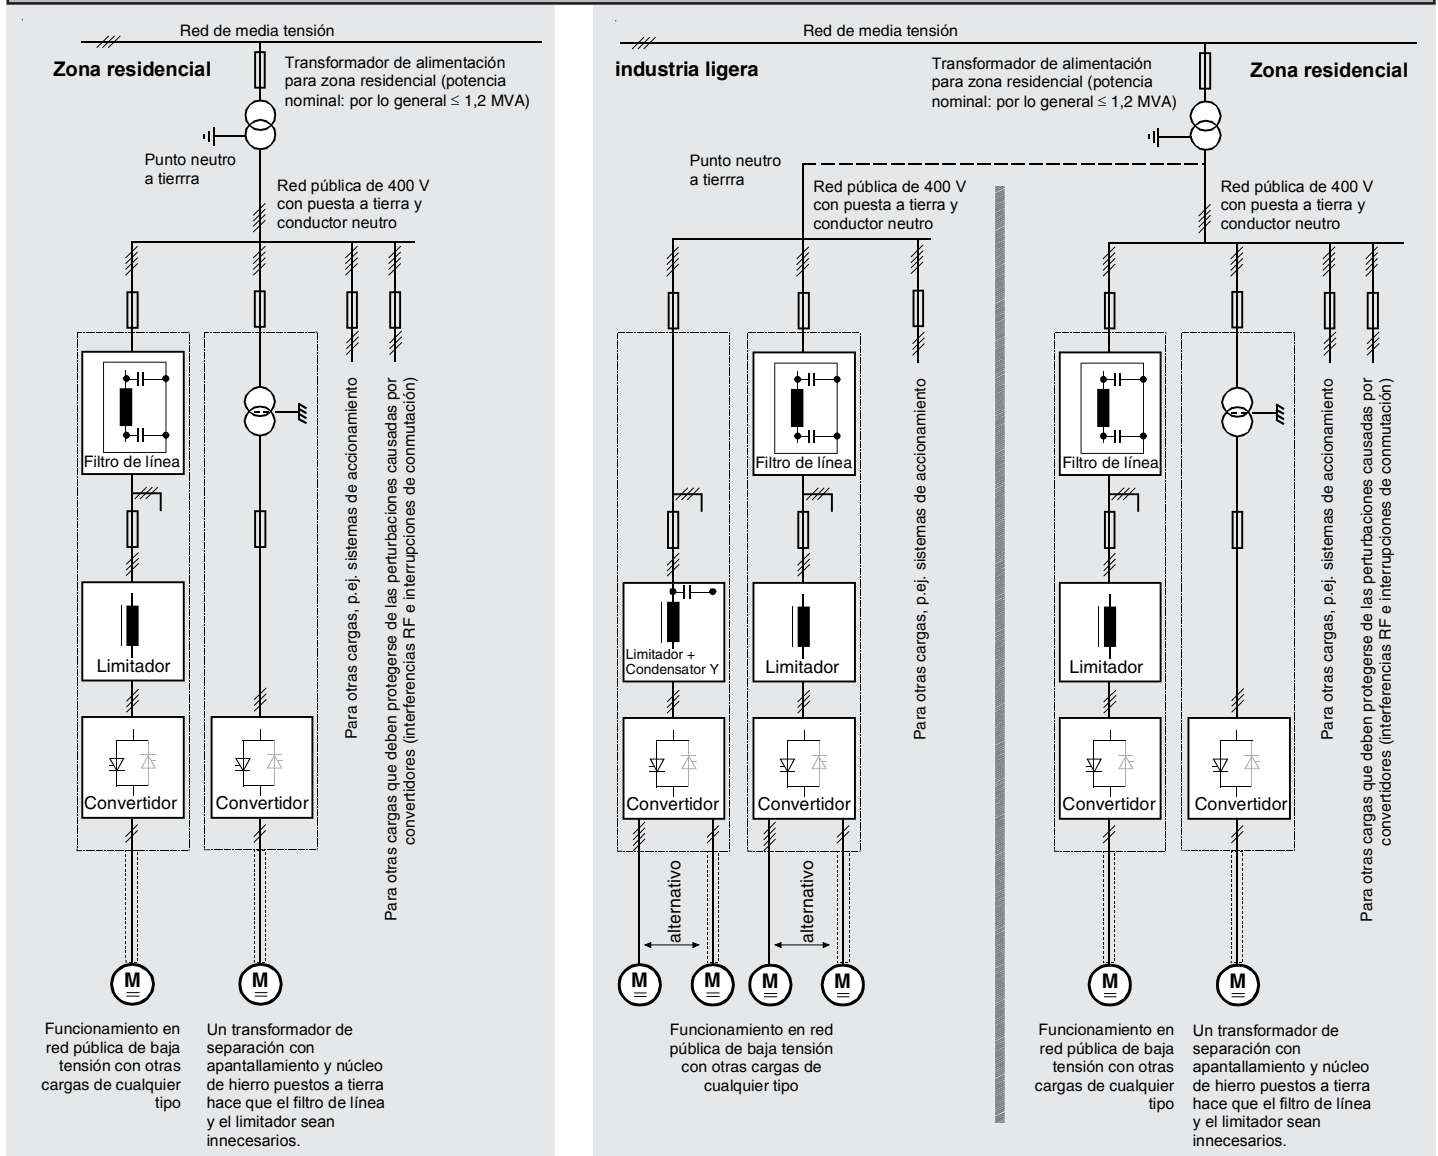 Red de media tensión
Zona residencial
Transformador de alimentación
para zona residencial (potencia
nominal: por lo general ≤ 1,2 MVA)
Punto neutro
a tierrra
Red pública de 400 V
con puesta a tierra y
conductor neutro
Filtro de línea
Limitador
Convertidor
Convertidor
Para otras cargas, p.ej. sistemas de accionamiento
Para otras cargas que deben protegerse de las perturbaciones causadas por
convertidores (interferencias RF e interrupciones de conmutación)
M
M
Funcionamiento en
red pública de baja
tensión con otras
cargas de cualquier
tipo
Un transformador de
separación con
apantallamiento y núcleo
de hierro puestos a tierra
hace que el filtro de línea
y el limitador sean
innecesarios.
Red de media tensión
industria ligera
Transformador de alimentación
para zona residencial (potencia
nominal: por lo general ≤ 1,2 MVA)
Zona residencial
Punto neutro
a tierrra
Red pública de 400 V
con puesta a tierra y
conductor neutro
Red pública de 400 V
con puesta a tierra y
conductor neutro
Filtro de línea
Limitador +
Condensator Y
Limitador
Convertidor
Convertidor
Para otras cargas, p.ej. sistemas de accionamiento
alternativo
alternativo
M
M
M
M
Funcionamiento en red
pública de baja tensión
con otras cargas de
cualquier tipo
Filtro de línea
Limitador
Convertidor
Convertidor
Para otras cargas, p.ej. sistemas de accionamiento
Para otras cargas que deben protegerse de las perturbaciones causadas por
convertidores (interferencias RF e interrupciones de conmutación)
M
M
Funcionamiento en
red pública de baja
tensión con otras
cargas de cualquier
tipo
Un transformador de
separación con
apantallamiento y núcleo
de hierro puestos a tierra
hace que el filtro de línea
y el limitador sean
innecesarios.